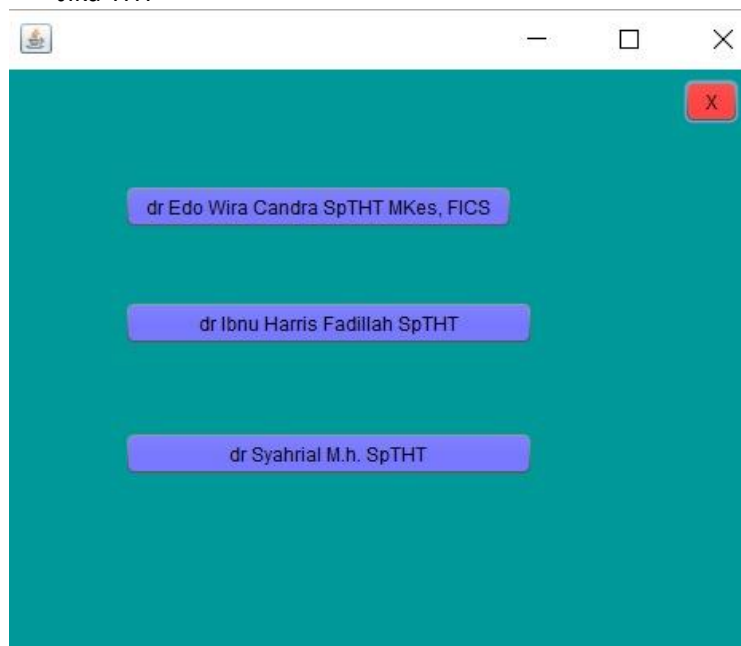 X
dr Edo Wira Candra SpTHT MKes, FICS
dr Ibnu Harris Fadillah SpTHT
dr Syahrial M.h. SpTHT